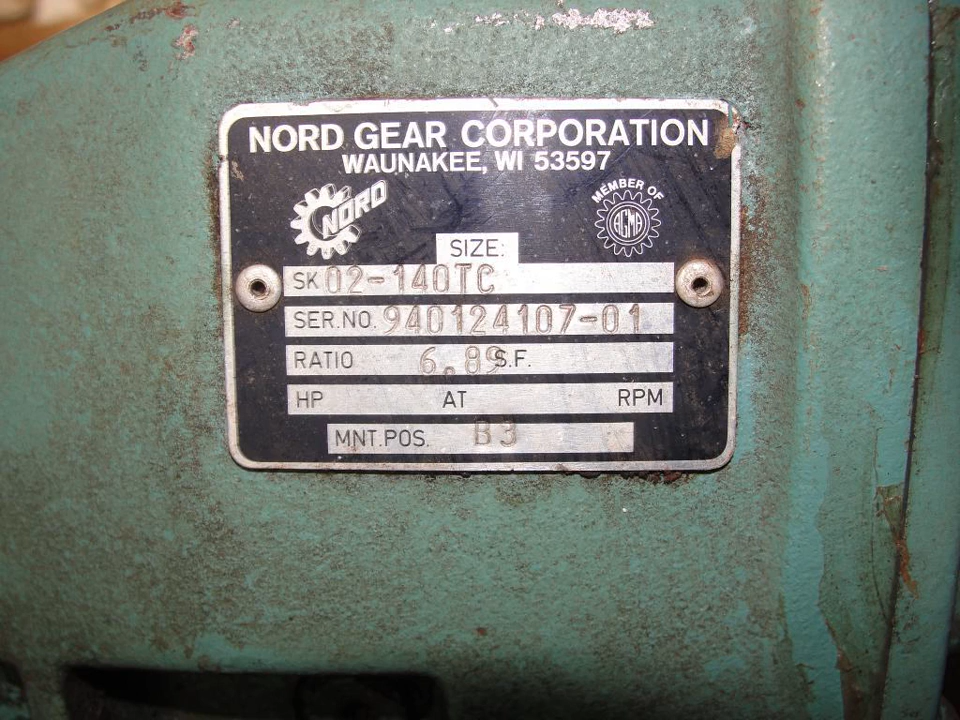 NORD GEAR CORPORATION
WAUNAKEE, WI 53597
NORD
MEMBER OF
AGMA
SIZE:
SK 02-140TC
SER.NO. 940124107-01
RATIO 6.89 S.F.
HP AT RPM
MNT.POS. B3